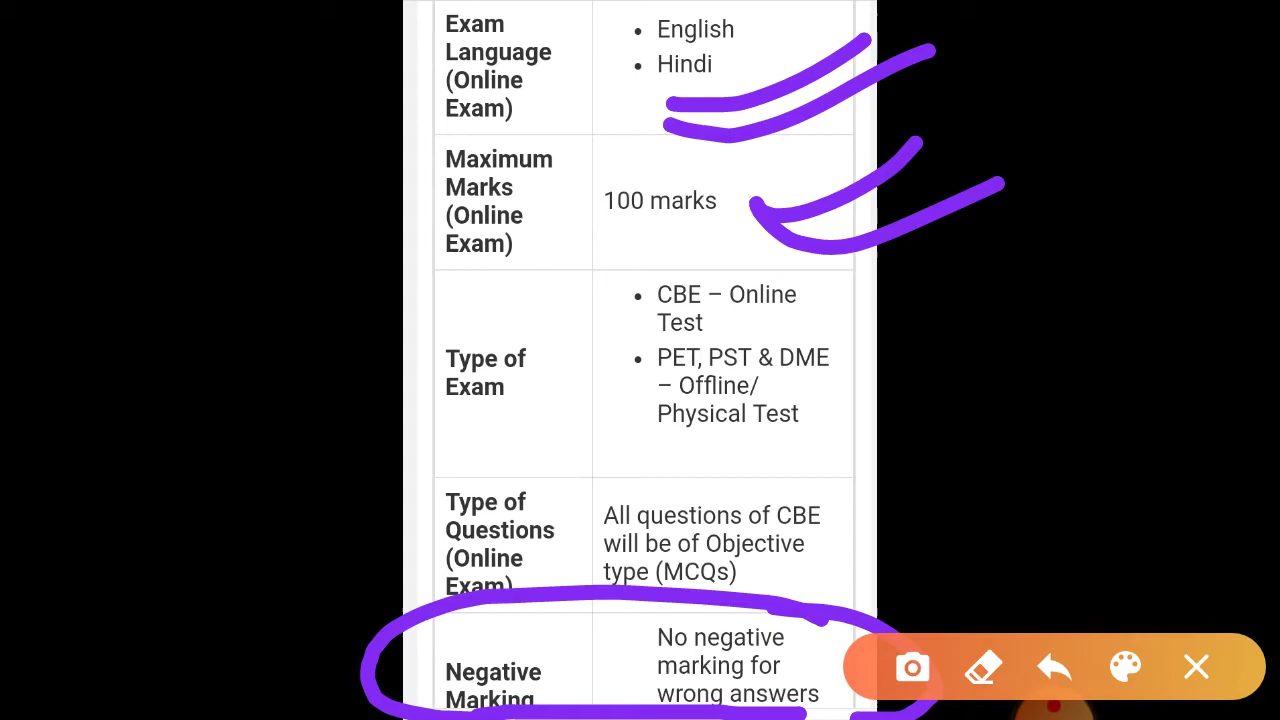 Exam
Language
(Online
Exam)
• English
• Hindi
Maximum
Marks
(Online
Exam)
100 marks
Type of
Exam
• CBE – Online
Test
• PET, PST & DME
– Offline/
Physical Test
Type of
Questions
(Online
Exam)
All questions of CBE
will be of Objective
type (MCQs)
Negative
Marking
No negative
marking for
wrong answers